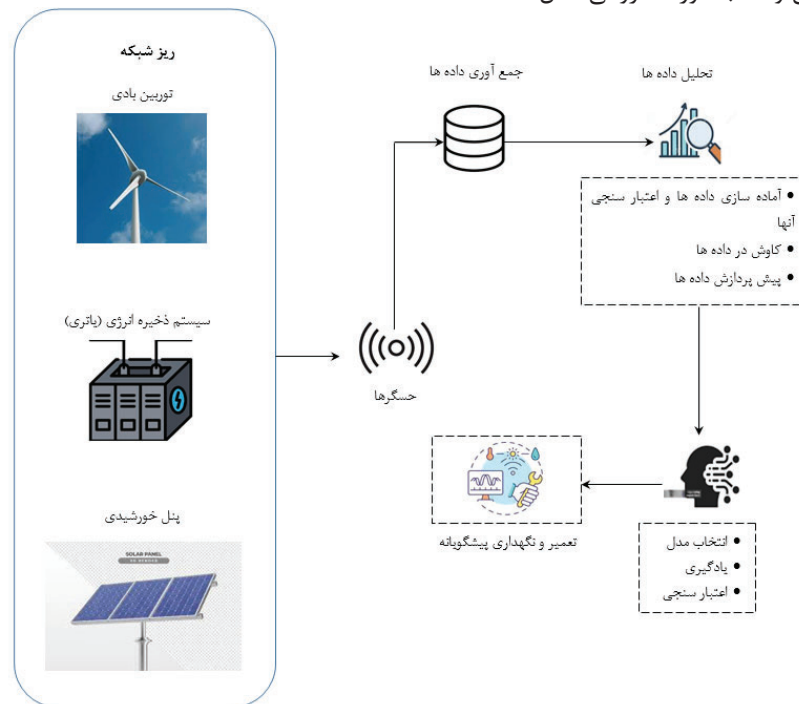 ریز شبکه
توربین بادی
سیستم ذخیره انرژی (باتری)
پنل خورشیدی
SOLAR PANEL
3D RENDER
حسگرها
جمع آوری داده ها
تحلیل داده ها
• آماده سازی داده ها و اعتبار سنجی
آنها
• کاوش در داده ها
• پیش پردازش داده ها
• انتخاب مدل
• یادگیری
• اعتبار سنجی
تعمیر و نگهداری پیشگویانه